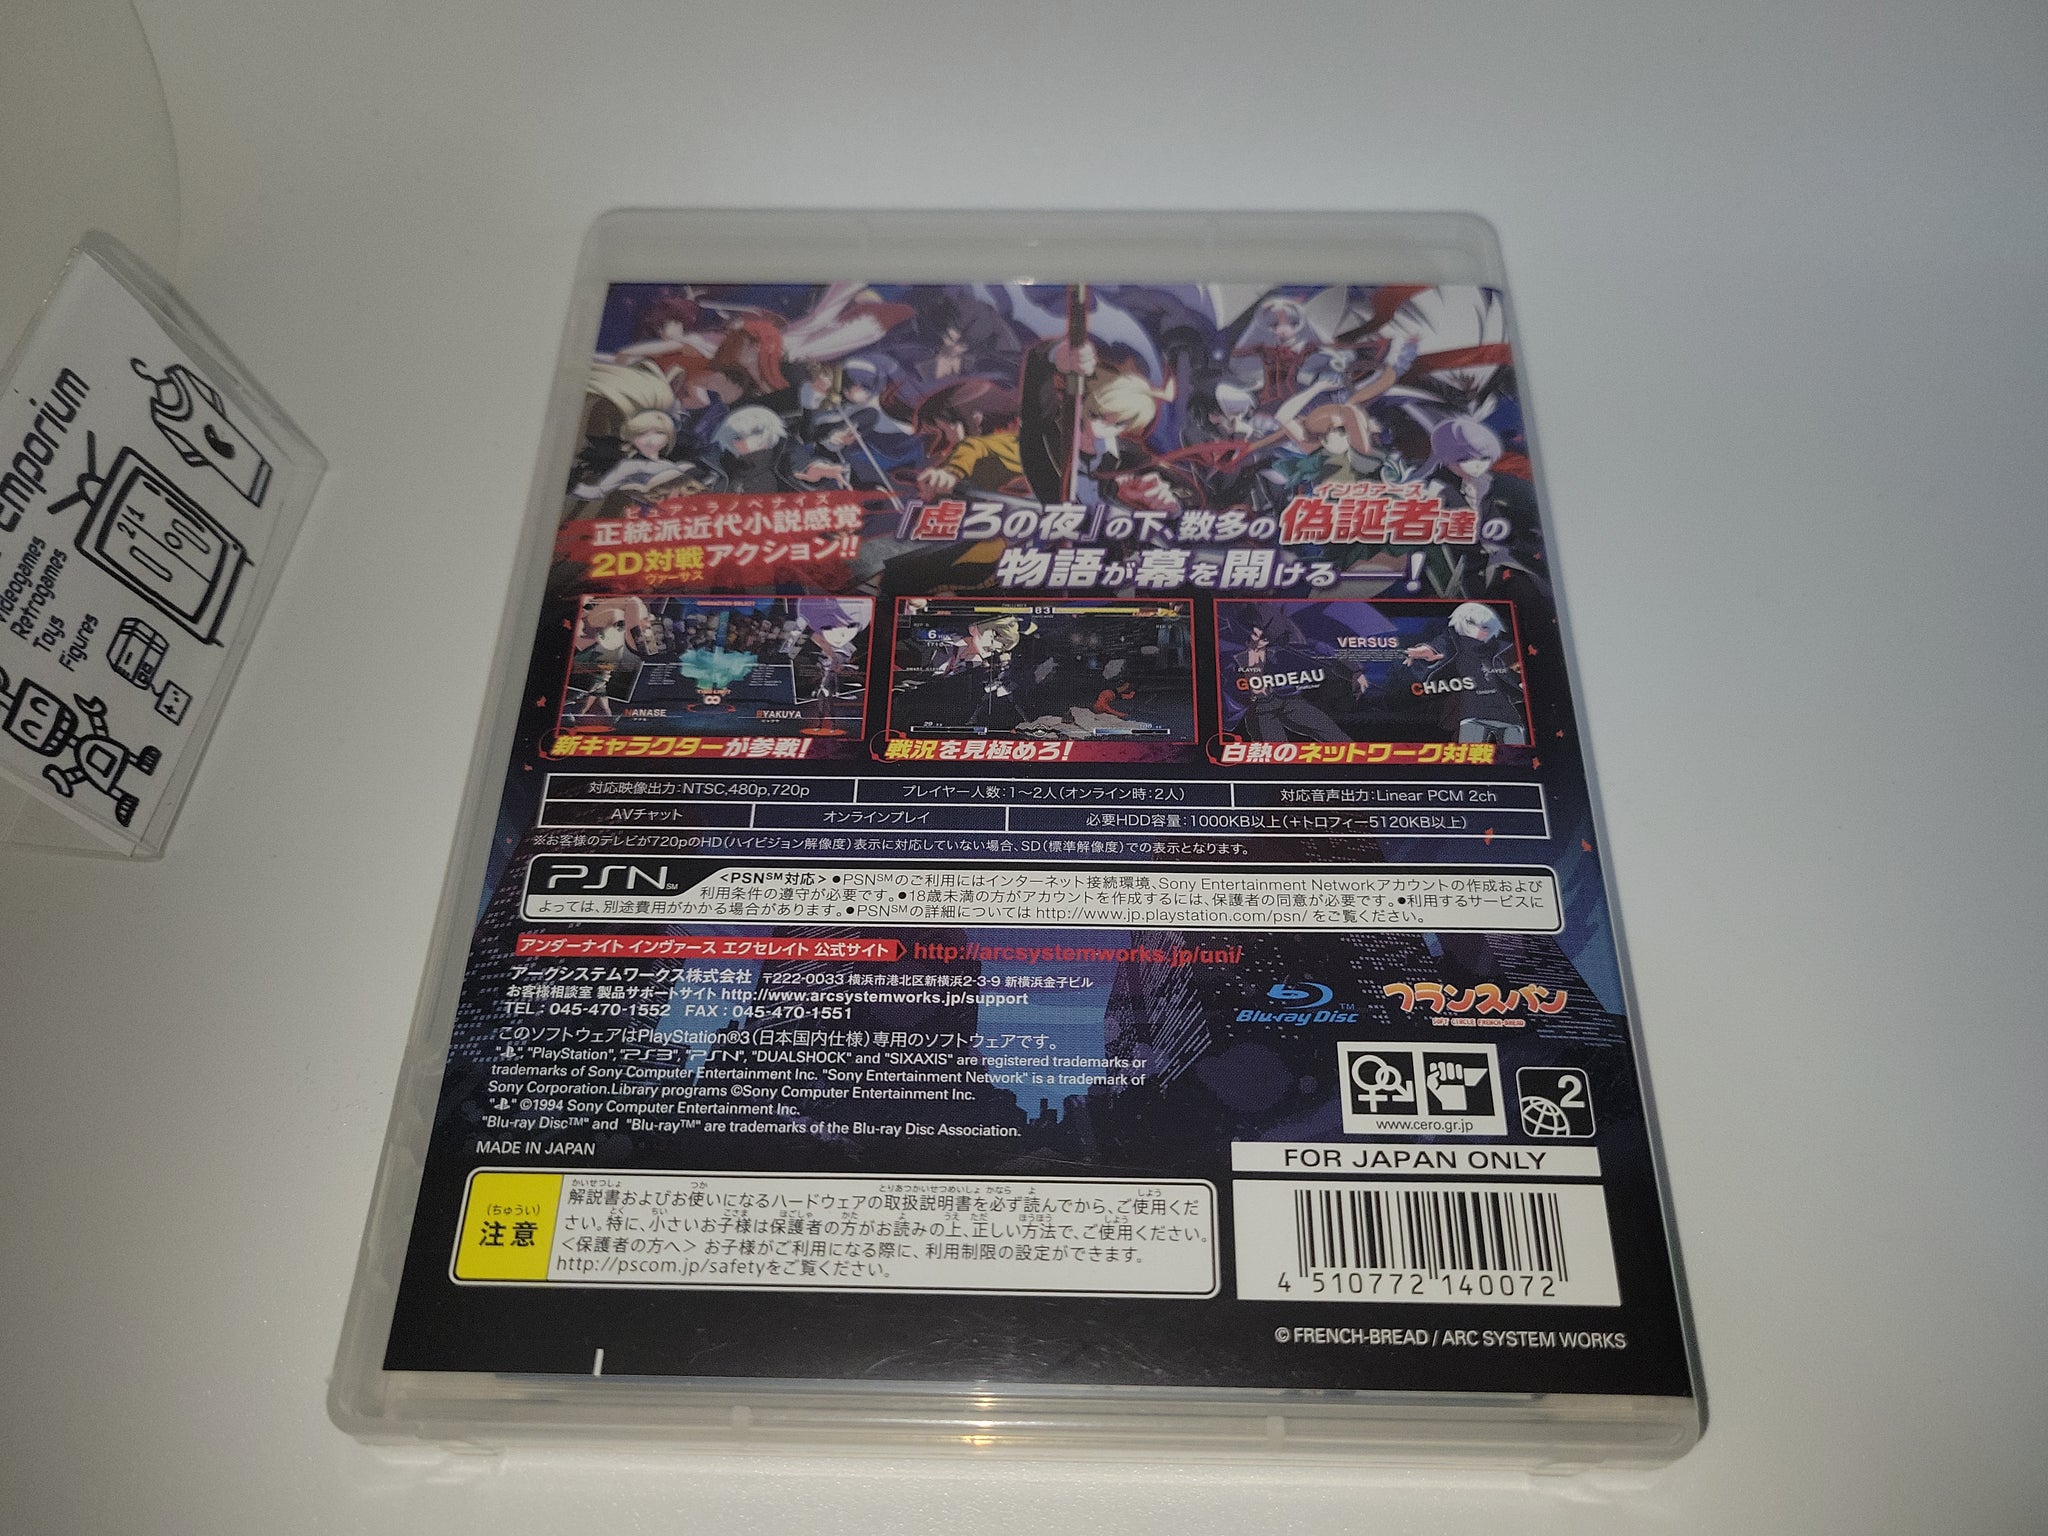 Emporium
Videogames
Retrogames
Toys
Figures
ピュア・ラノベナイズ
正統派近代小説感覚
2D対戦アクション!!
ヴァーサス
インヴァース
『虚ろの夜』の下、数多の偽誕者達の
物語が幕を開ける——!
CHARACTER SELECT
TIME LIMIT
∞
NANASE
BYAKUYA
新キャラクターが参戦!
83
戦況を見極めろ!
VERSUS
PLAYER
GORDEAU
PLAYER
CHAOS
白熱のネットワーク対戦
対応映像出力:NTSC,480p,720p
プレイヤー人数:1〜2人(オンライン時:2人)
対応音声出力:Linear PCM 2ch
AVチャット
オンラインプレイ
必要HDD容量:1000KB以上(+トロフィー5120KB以上)
※お客様のテレビが720pのHD(ハイビジョン解像度)表示に対応していない場合、SD(標準解像度)での表示となります。
PSN SM
<PSN℠対応> ●PSN℠のご利用にはインターネット接続環境、Sony Entertainment Networkアカウントの作成および
利用条件の遵守が必要です。●18歳未満の方がアカウントを作成するには、保護者の同意が必要です。●利用するサービスに
よっては、別途費用がかかる場合があります。●PSN℠の詳細については http://www.jp.playstation.com/psn/ をご覧ください。
アンダーナイト インヴァース エクセレイト 公式サイト http://arcsystemworks.jp/uni/
アークシステムワークス株式会社 〒222-0033 横浜市港北区新横浜2-3-9 新横浜金子ビル
お客様相談室 製品サポートサイト http://www.arcsystemworks.jp/support
TEL:045-470-1552 FAX:045-470-1551
このソフトウェアはPlayStation®3(日本国内仕様)専用のソフトウェアです。
" ", "PlayStation", "PS3", "PSN", "DUALSHOCK" and "SIXAXIS" are registered trademarks or
trademarks of Sony Computer Entertainment Inc. "Sony Entertainment Network" is a trademark of
Sony Corporation.Library programs ©Sony Computer Entertainment Inc.
" " ©1994 Sony Computer Entertainment Inc.
"Blu-ray Disc™" and "Blu-ray™" are trademarks of the Blu-ray Disc Association.
MADE IN JAPAN
Blu-ray Disc™
フランスパン
SOFT CIRCLE FRENCH-BREAD
www.cero.gr.jp
2
FOR JAPAN ONLY
(ちゅうい)
注意
解説書およびお使いになるハードウェアの取扱説明書を必ず読んでから、ご使用くだ
さい。特に、小さいお子様は保護者の方がお読みの上、正しい方法で、ご使用ください。
<保護者の方へ> お子様がご利用になる際に、利用制限の設定ができます。
http://pscom.jp/safetyをご覧ください。
4 510772 140072
© FRENCH-BREAD / ARC SYSTEM WORKS